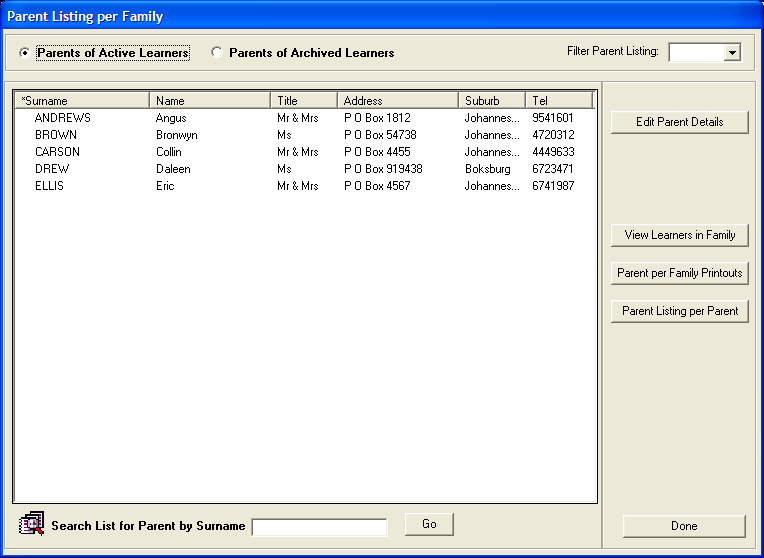 Parent Listing per Family
Parents of Active Learners Parents of Archived Learners Filter Parent Listing:
*Surname Name Title Address Suburb Tel
ANDREWS Angus Mr & Mrs P O Box 1812 Johannes... 9541601
BROWN Bronwyn Ms P O Box 54738 Johannes... 4720312
CARSON Collin Mr & Mrs P O Box 4455 Johannes... 4449633
DREW Daleen Ms P O Box 919438 Boksburg 6723471
ELLIS Eric Mr & Mrs P O Box 4567 Johannes... 6741987
Edit Parent Details
View Learners in Family
Parent per Family Printouts
Parent Listing per Parent
Search List for Parent by Surname Go Done